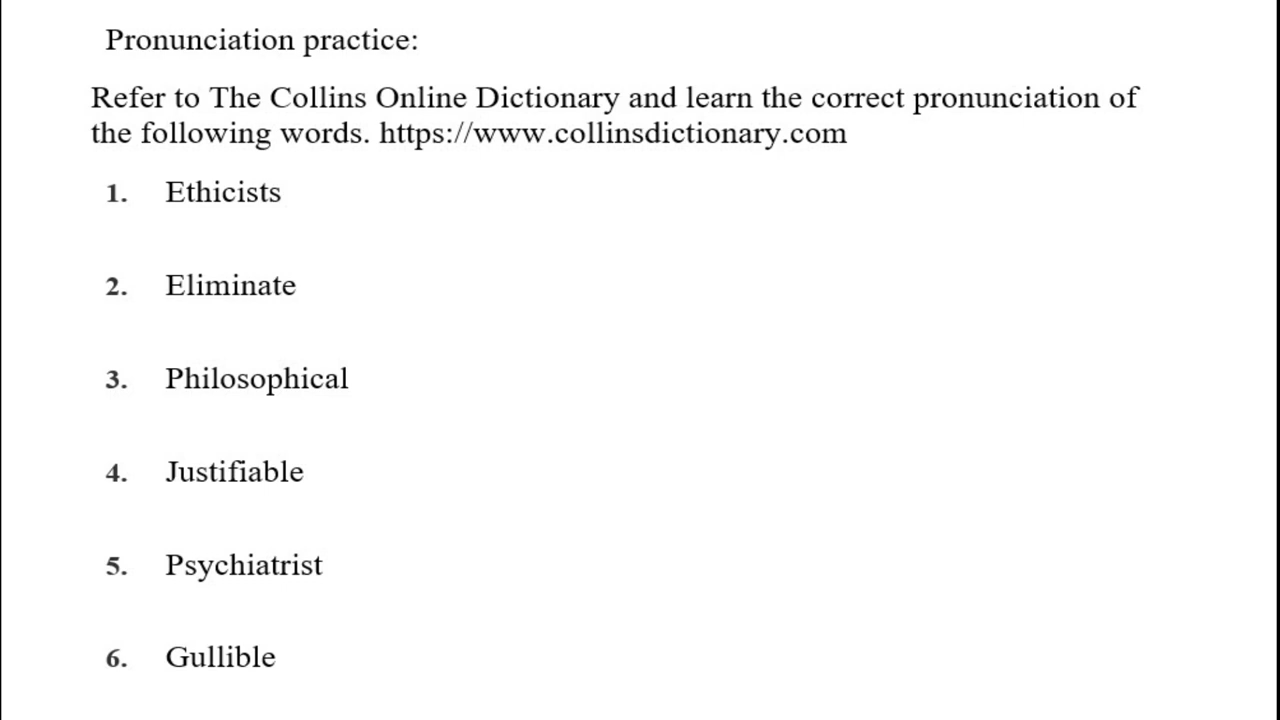 Pronunciation practice:
Refer to The Collins Online Dictionary and learn the correct pronunciation of
the following words. https://www.collinsdictionary.com
1. Ethicists
2. Eliminate
3. Philosophical
4. Justifiable
5. Psychiatrist
6. Gullible